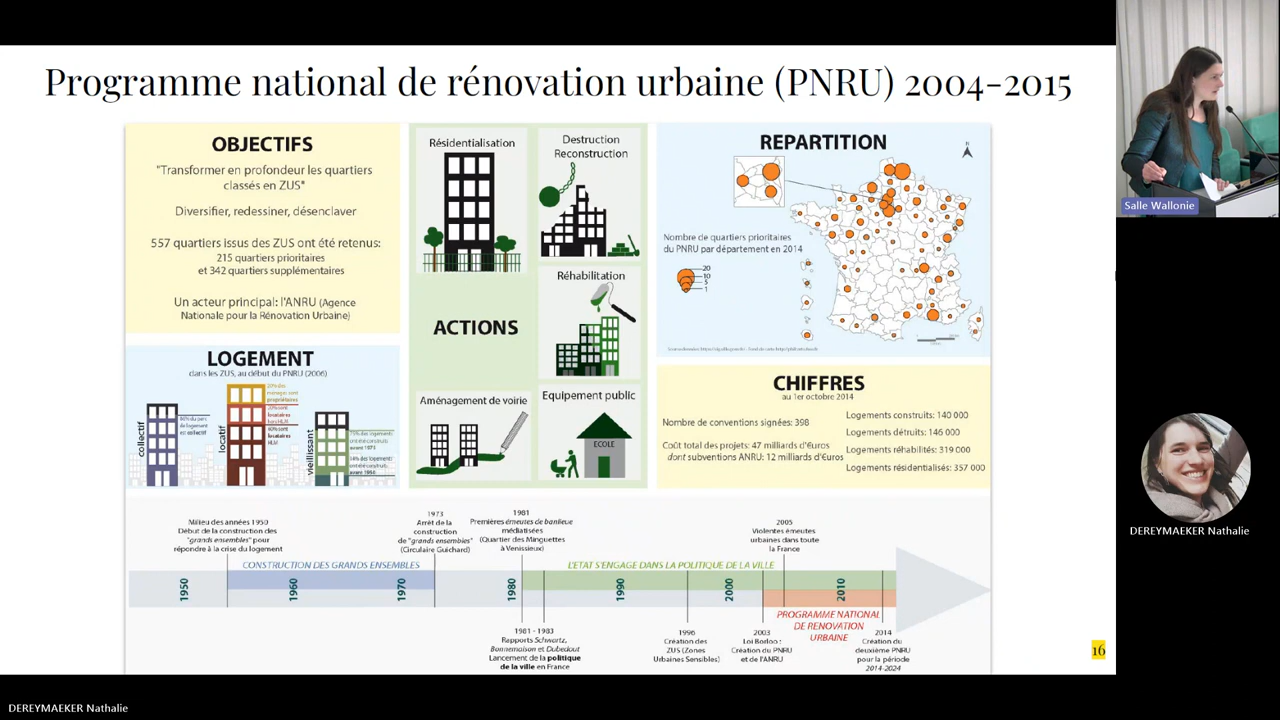 Programme national de rénovation urbaine (PNRU) 2004-2015
OBJECTIFS
"Transformer en profondeur les quartiers
classés en ZUS"
Diversifier, redessiner, désenclaver
557 quartiers issus des ZUS ont été retenus:
215 quartiers prioritaires
et 342 quartiers supplémentaires
Un acteur principal: l'ANRU (Agence
Nationale pour la Rénovation Urbaine)
LOGEMENT
dans les ZUS, au début du PNRU (2006)
collectif
locatif
vieillissant
Résidentialisation
Destruction
Reconstruction
Réhabilitation
ACTIONS
Aménagement de voirie
Equipement public
ECOLE
REPARTITION
N
Nombre de quartiers prioritaires
du PNRU par département en 2014
20
10
5
1
CHIFFRES
au 1er octobre 2014
Nombre de conventions signées: 398
Coût total des projets: 47 milliards d'Euros
dont subventions ANRU: 12 milliards d'Euros
Logements construits: 140 000
Logements détruits: 146 000
Logements réhabilités: 319 000
Logements résidentialisés: 357 000
Milieu des années 1950
Début de la construction des
"grands ensembles" pour
répondre à la crise du logement
1973
Arrêt de la
construction
de "grands ensembles"
(Circulaire Guichard)
1981
Premières émeutes de banlieue
médiatisées
(Quartier des Minguettes
à Venissieux)
2005
Violentes émeutes
urbaines dans toute
la France
CONSTRUCTION DES GRANDS ENSEMBLES
L'ETAT S'ENGAGE DANS LA POLITIQUE DE LA VILLE
1950
1960
1970
1980
1990
2000
2010
PROGRAMME NATIONAL
DE RENOVATION
URBAINE
1981 - 1983
Rapports Schwartz,
Bonnemaison et Dubedout
Lancement de la politique
de la ville en France
1996
Création des
ZUS (Zones
Urbaines Sensibles)
2003
Loi Borloo :
Création du PNRU
et de l'ANRU
2014
Création du
deuxième PNRU
pour la période
2014-2024
16
Salle Wallonie
DEREYMAEKER Nathalie
DEREYMAEKER Nathalie